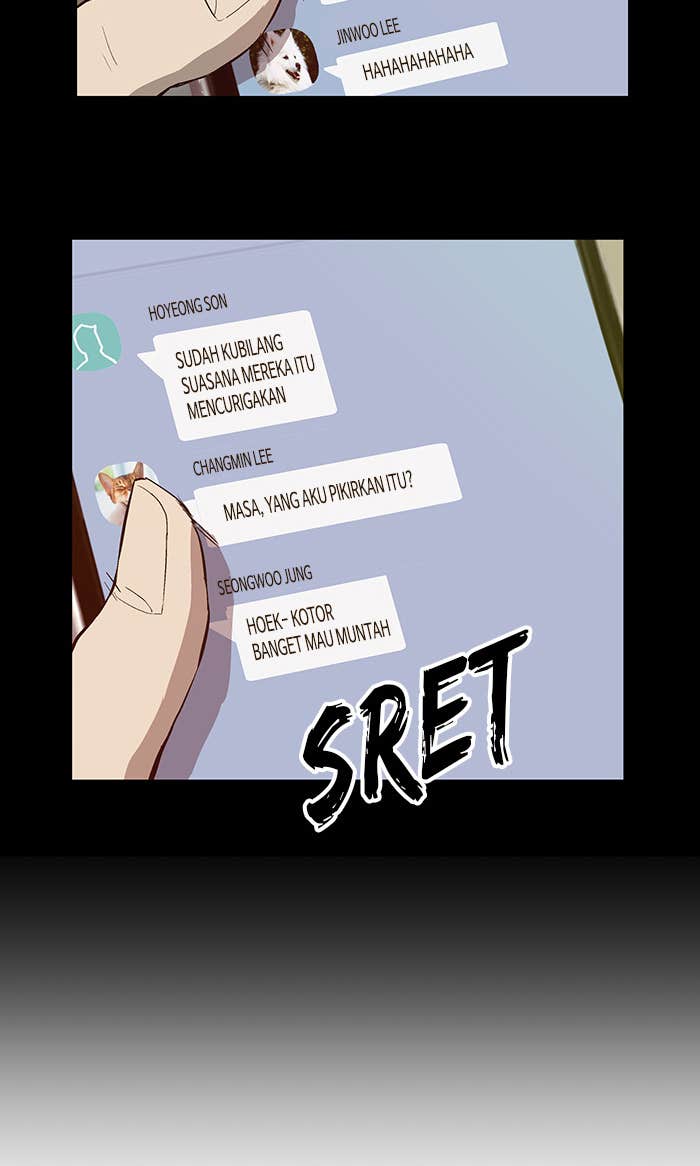 JINWOO LEE
HAHAHAHAHAHA
HOYEONG SON
SUDAH KUBILANG
SUASANA MEREKA ITU
MENCURIGAKAN
CHANGMIN LEE
MASA, YANG AKU PIKIRKAN ITU?
SEONGWOO JUNG
HOEK- KOTOR
BANGET MAU MUNTAH
SRET